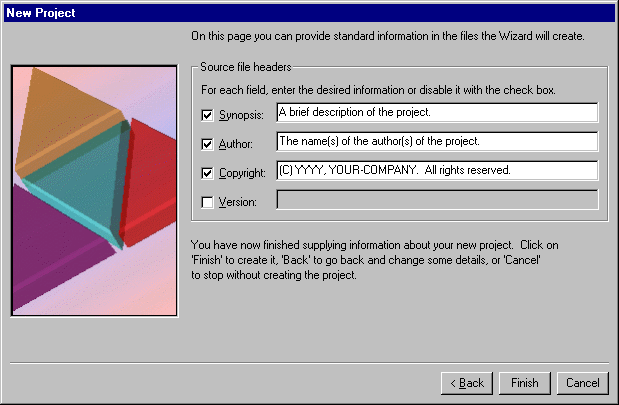 New Project
On this page you can provide standard information in the files the Wizard will create.
Source file headers
For each field, enter the desired information or disable it with the check box.
Synopsis: A brief description of the project.
Author: The name(s) of the author(s) of the project.
Copyright: (C) YYYY, YOUR-COMPANY.  All rights reserved.
Version:
You have now finished supplying information about your new project.  Click on
'Finish' to create it, 'Back' to go back and change some details, or 'Cancel'
to stop without creating the project.
< Back Finish Cancel